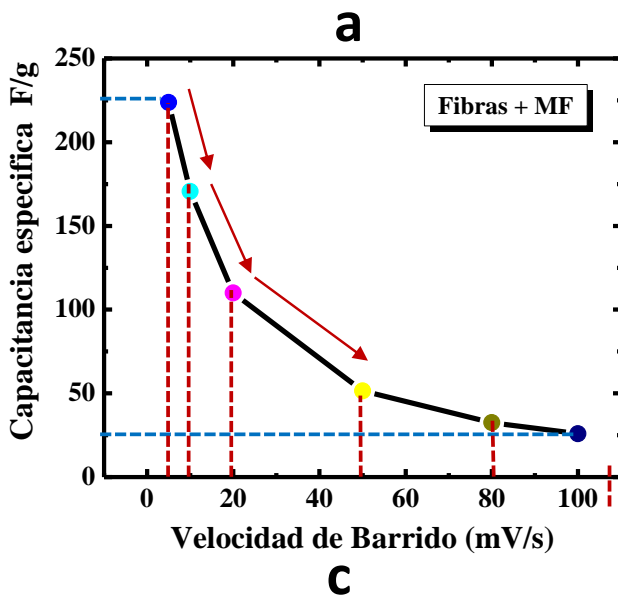 a
250
Fibras + MF
200
150
100
50
0
Capacitancia especifica F/g
0 20 40 60 80 100
Velocidad de Barrido (mV/s)
c